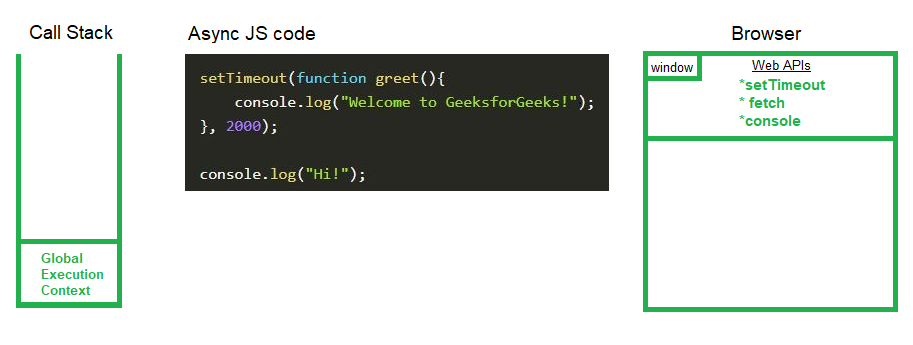 Call Stack
Async JS code
Browser
Global
Execution
Context
setTimeout(function greet(){
    console.log("Welcome to GeeksforGeeks!");
}, 2000);
console.log("Hi!");
window
Web APIs
*setTimeout
* fetch
*console